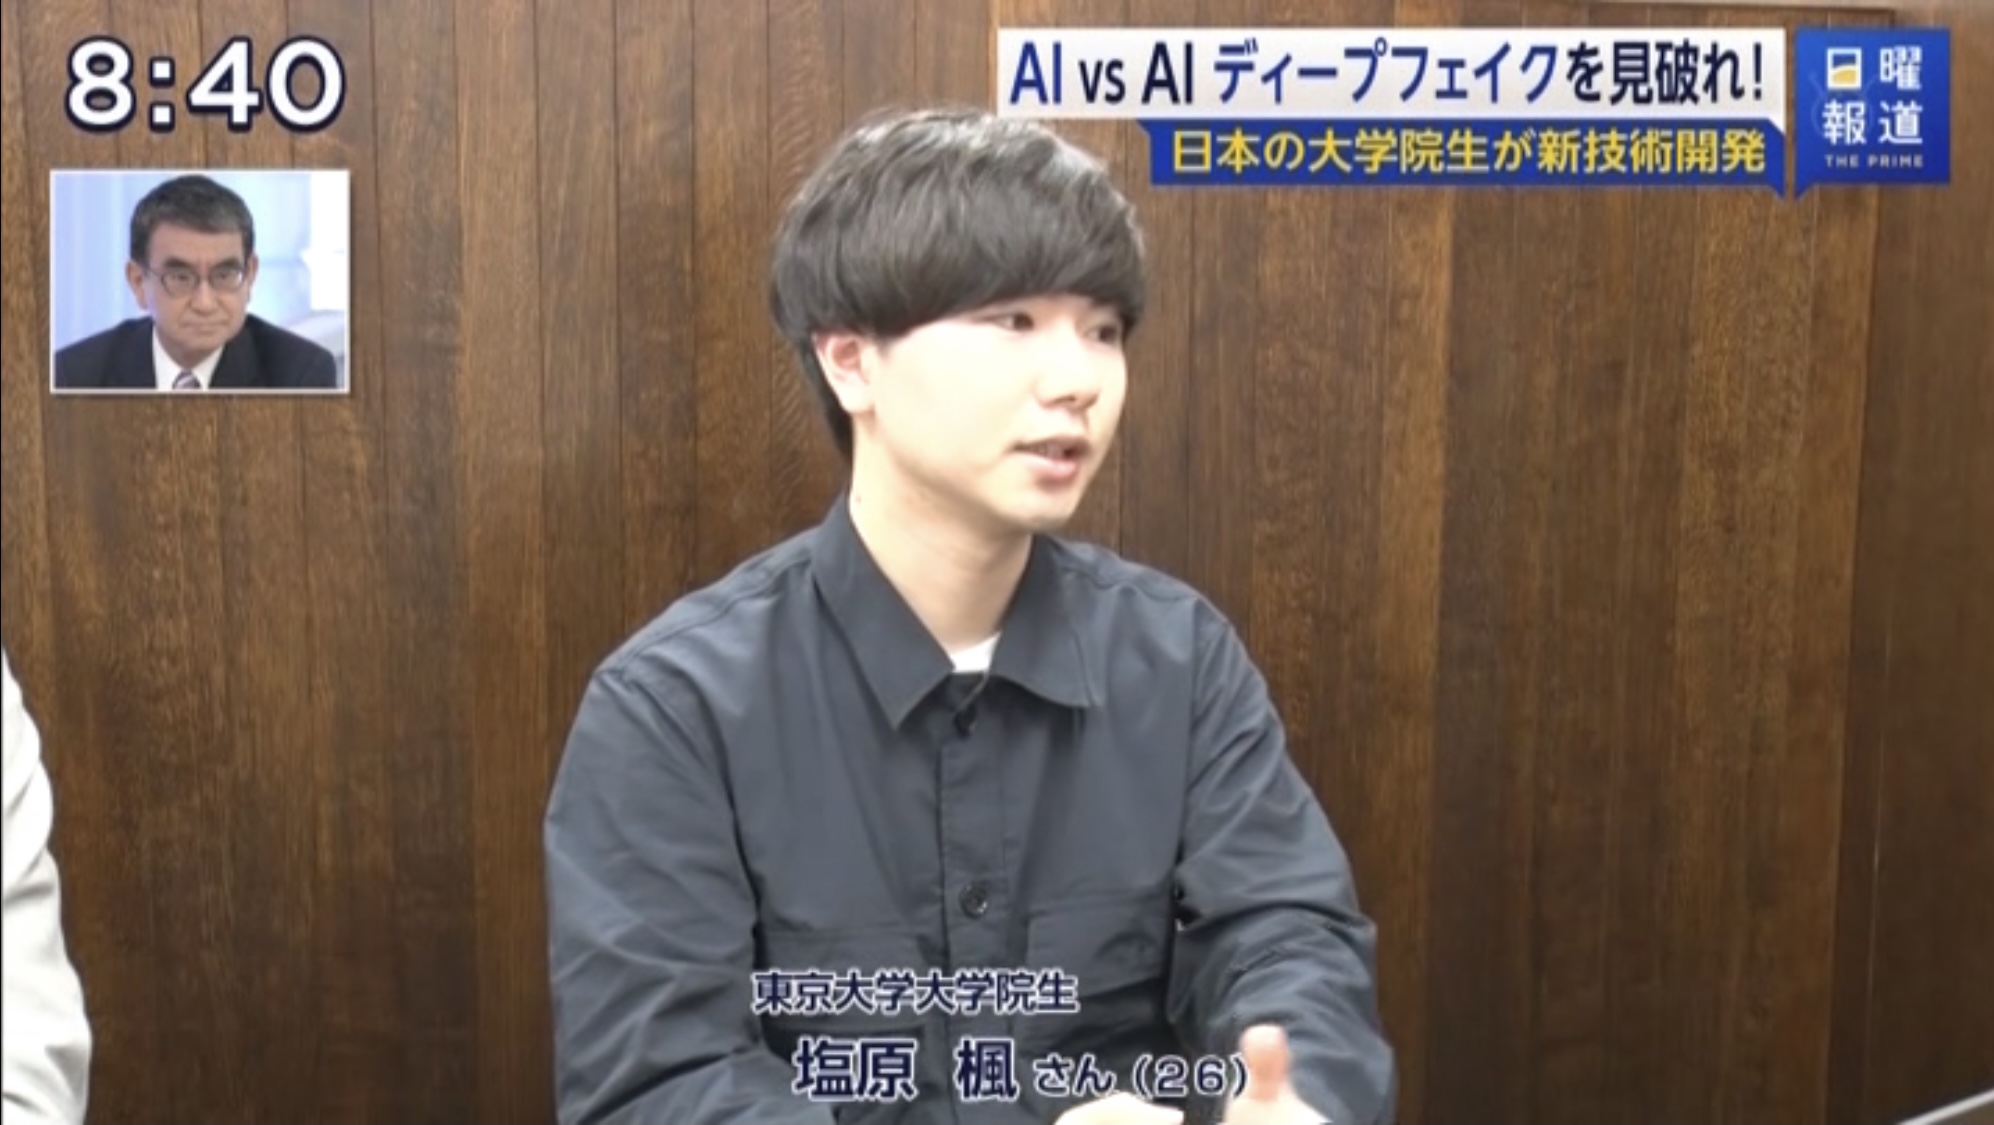 8:40
AI vs AI ディープフェイクを見破れ!
日本の大学院生が新技術開発
日曜
報道
THE PRIME
東京大学大学院生
塩原 楓 さん(26)